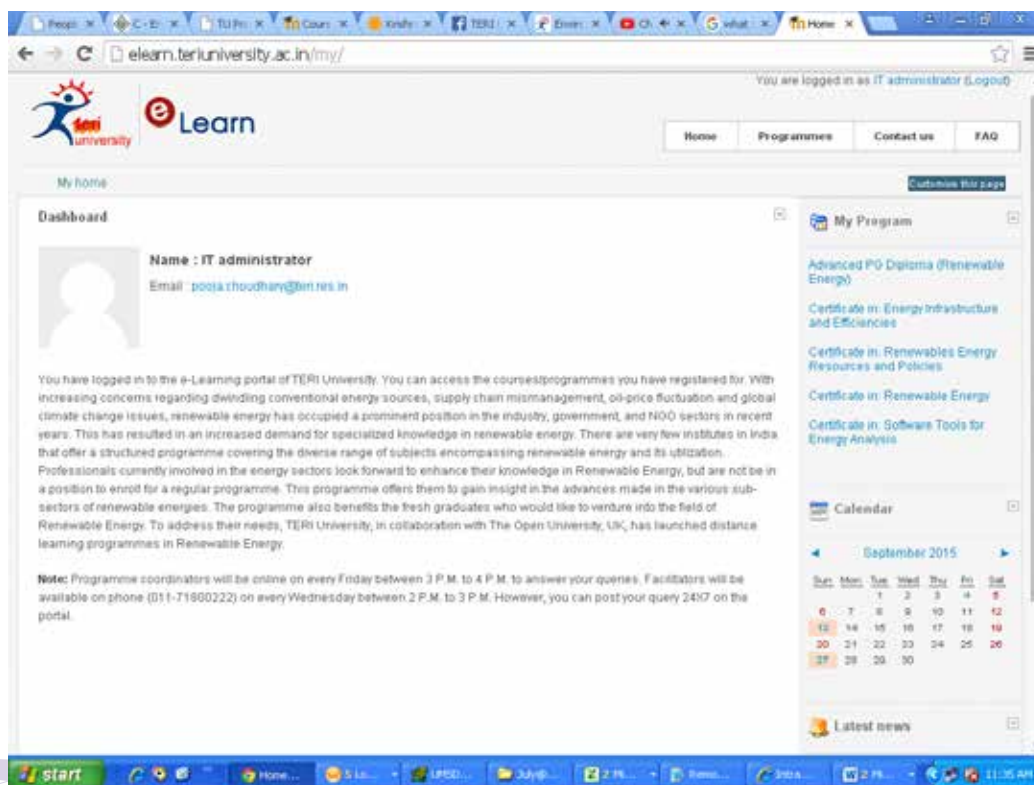 elearn.teriuniversity.ac.in/my/
You are logged in as IT administrator (Logout)
teri
university
e Learn
Home Programmes Contact us FAQ
My home
Customise this page
Dashboard
Name : IT administrator
Email :
You have logged in to the e-Learning portal of TERI University. You can access the courses/programmes you have registered for. With
increasing concerns regarding dwindling conventional energy sources, supply chain mismanagement, oil-price fluctuation and global
climate change issues, renewable energy has occupied a prominent position in the industry, government, and NGO sectors in recent
years. This has resulted in an increased demand for specialized knowledge in renewable energy. There are very few institutes in India
that offer a structured programme covering the diverse range of subjects encompassing renewable energy and its utilization.
Professionals currently involved in the energy sectors look forward to enhance their knowledge in Renewable Energy, but are not be in
a position to enroll for a regular programme. This programme offers them to gain insight in the advances made in the various sub-
sectors of renewable energies. The programme also benefits the fresh graduates who would like to venture into the field of
Renewable Energy. To address their needs, TERI University, in collaboration with The Open University, UK, has launched distance
learning programmes in Renewable Energy.
Note: Programme coordinators will be online on every Friday between 3 P.M. to 4 P.M. to answer your queries. Facilitators will be
available on phone (011-71800222) on every Wednesday between 2 P.M. to 3 P.M. However, you can post your query 24X7 on the
portal.
My Program
Advanced PG Diploma (Renewable
Energy)
Certificate in: Energy Infrastructure
and Efficiencies
Certificate in: Renewables Energy
Resources and Policies
Certificate in: Renewable Energy
Certificate in: Software Tools for
Energy Analysis
Calendar
September 2015
Sun Mon Tue Wed Thu Fri Sat
1 2 3 4 5
6 7 8 9 10 11 12
13 14 15 16 17 18 19
20 21 22 23 24 25 26
27 28 29 30
Latest news
start
Home...
11:35 AM